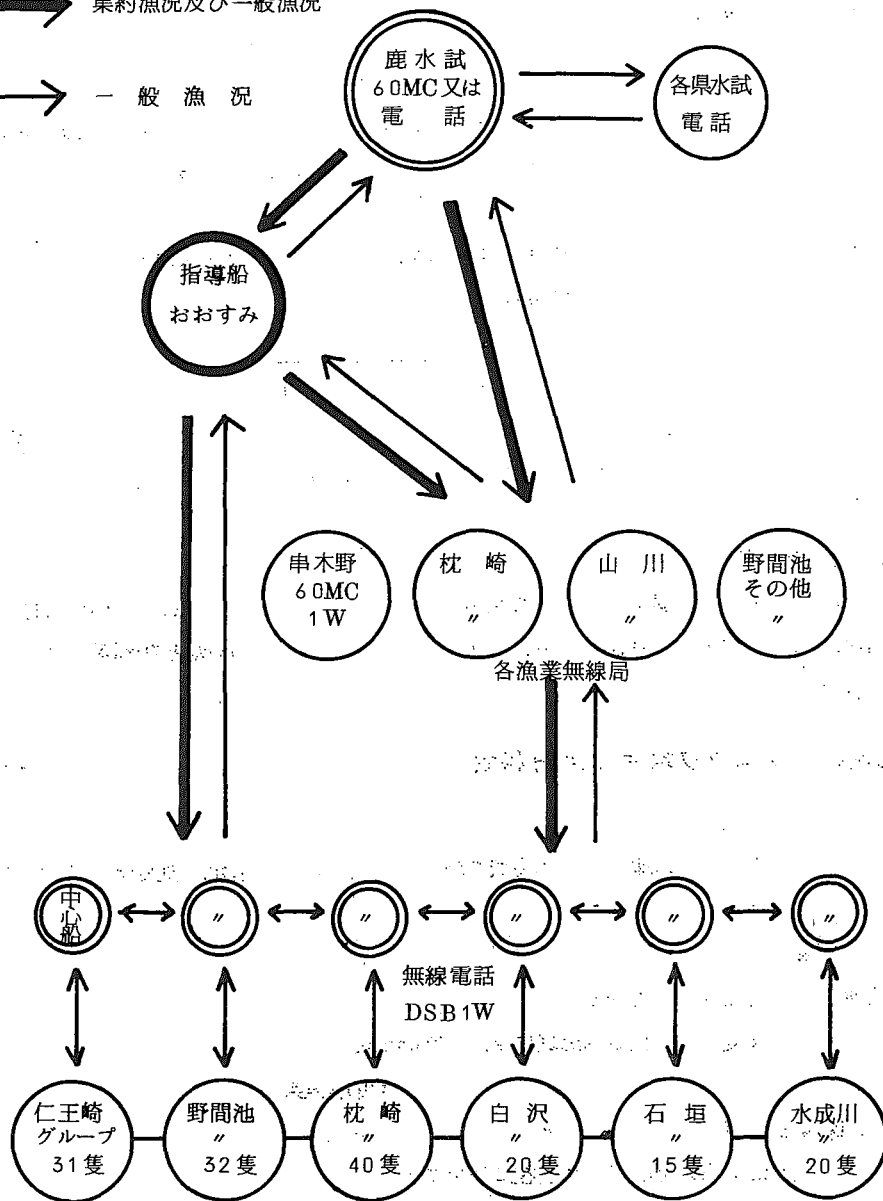 集約漁況及び一般漁況
一般漁況
鹿水試
60MC又は
電話
各県水試
電話
指導船
おおすみ
串木野
60MC
1W
枕崎
〃
山川
〃
野間池
その他
〃
各漁業無線局
中心船
〃
〃
〃
〃
〃
無線電話
DSB1W
仁王崎
グループ
31隻
野間池
〃
32隻
枕崎
〃
40隻
白沢
〃
20隻
石垣
〃
15隻
水成川
〃
20隻